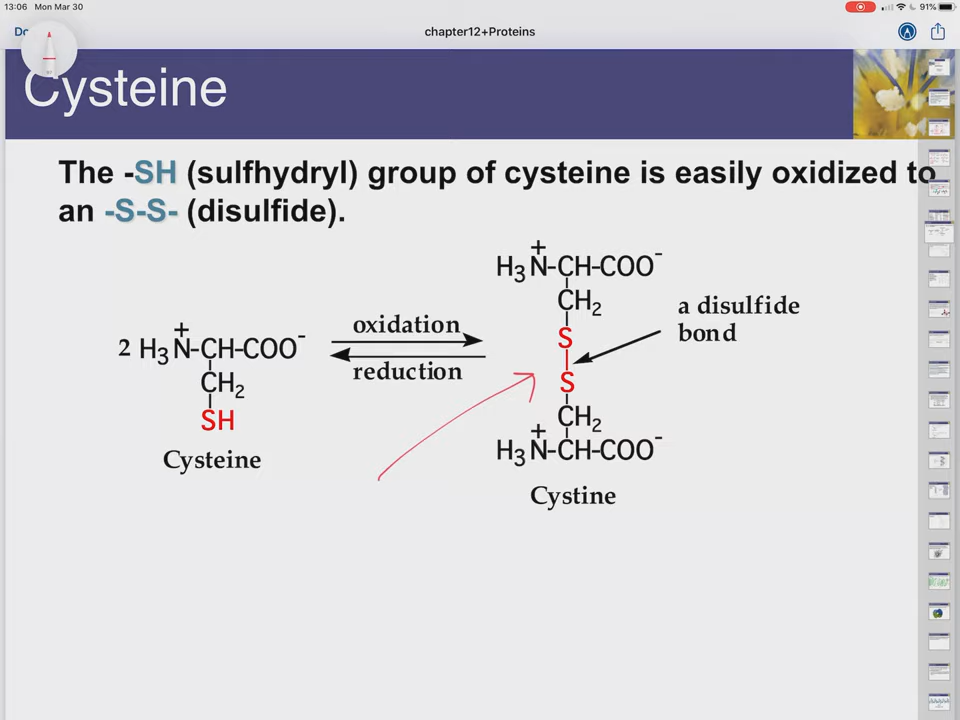 13:06 Mon Mar 30
91%
chapter12+Proteins
Cysteine
The -SH (sulfhydryl) group of cysteine is easily oxidized to
an -S-S- (disulfide).
+
H3N-CH-COO-
CH2
S
S
CH2
+
H3N-CH-COO-
Cystine
a disulfide
bond
oxidation
reduction
+
2 H3N-CH-COO-
CH2
SH
Cysteine